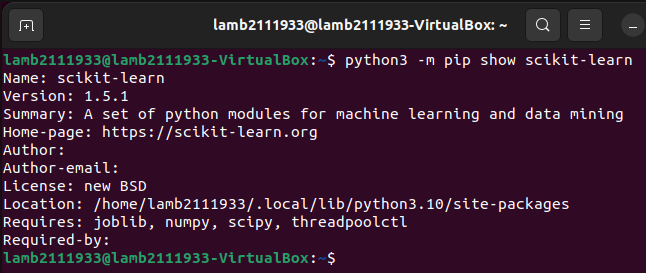 lamb2111933@lamb2111933-VirtualBox: ~
lamb2111933@lamb2111933-VirtualBox:~$ python3 -m pip show scikit-learn
Name: scikit-learn
Version: 1.5.1
Summary: A set of python modules for machine learning and data mining
Home-page: https://scikit-learn.org
Author:
Author-email:
License: new BSD
Location: /home/lamb2111933/.local/lib/python3.10/site-packages
Requires: joblib, numpy, scipy, threadpoolctl
Required-by:
lamb2111933@lamb2111933-VirtualBox:~$